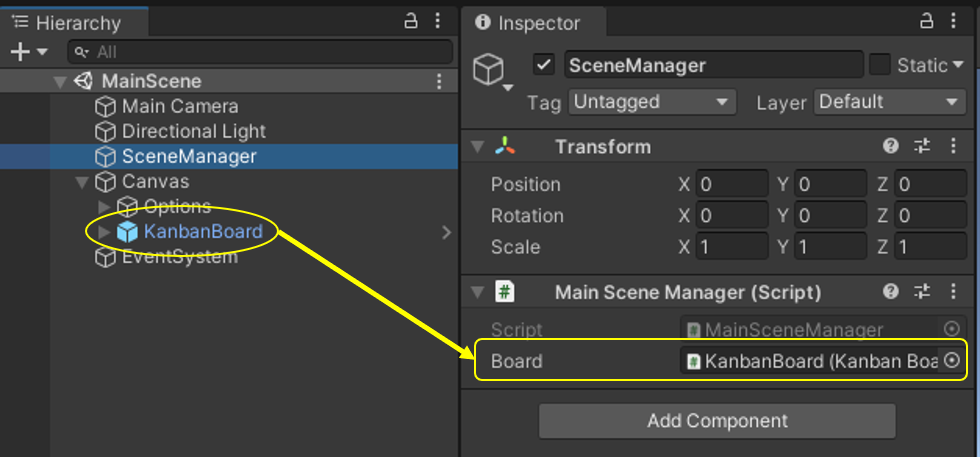 Hierarchy
All
MainScene
Main Camera
Directional Light
SceneManager
Canvas
Options
KanbanBoard
EventSystem
Inspector
SceneManager Static
Tag Untagged Layer Default
Transform
Position X 0 Y 0 Z 0
Rotation X 0 Y 0 Z 0
Scale X 1 Y 1 Z 1
# Main Scene Manager (Script)
Script # MainSceneManager
Board # KanbanBoard (Kanban Boa
Add Component